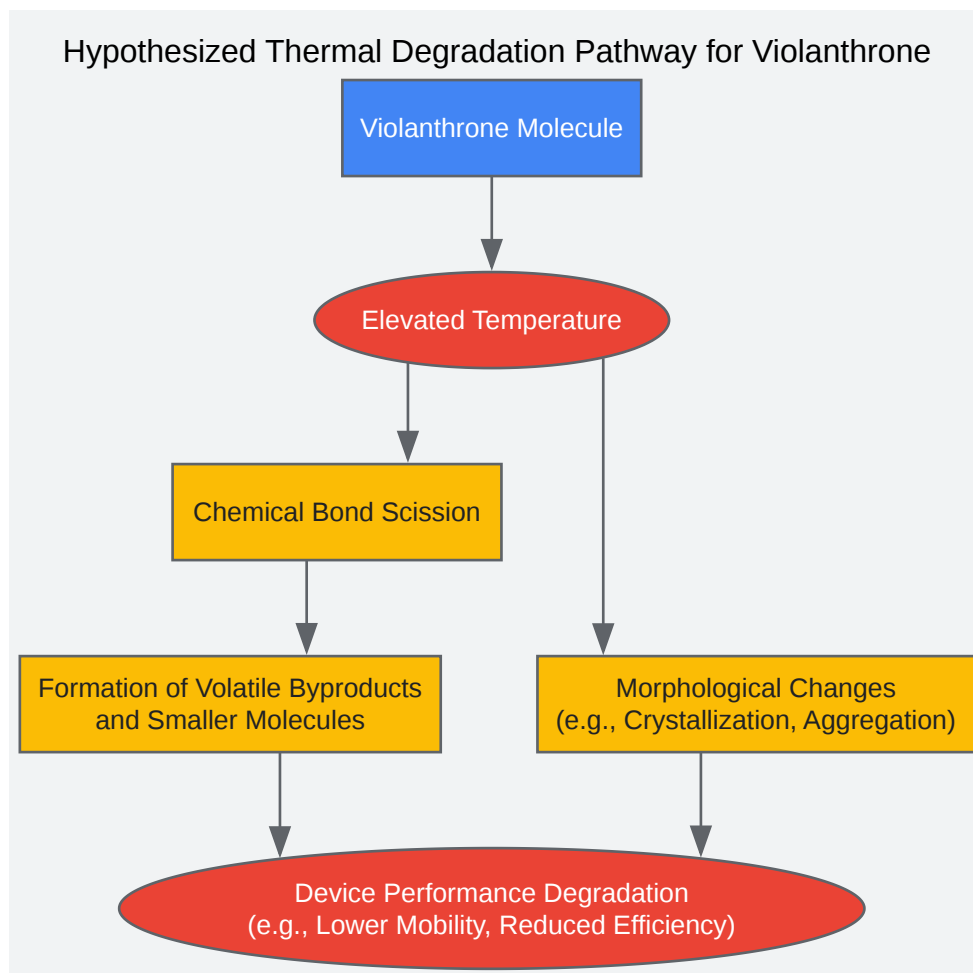 Hypothesized Thermal Degradation Pathway for Violanthrone
Violanthrone Molecule
Elevated Temperature
Chemical Bond Scission
Formation of Volatile Byproducts
and Smaller Molecules
Morphological Changes
(e.g., Crystallization, Aggregation)
Device Performance Degradation
(e.g., Lower Mobility, Reduced Efficiency)